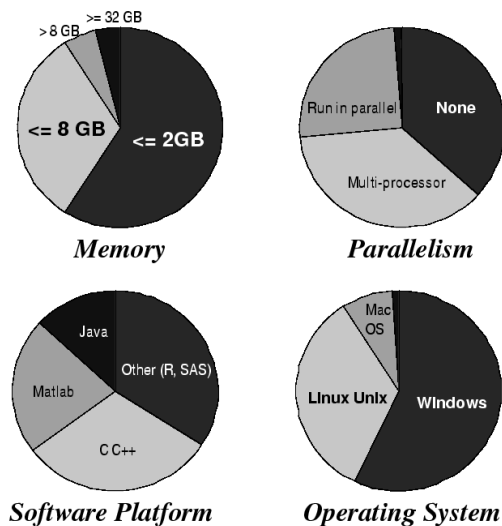 >= 32 GB
> 8 GB
<= 8 GB
<= 2GB
Memory
None
Run in parallel
Multi-processor
Parallelism
Java
Other (R, SAS)
Matlab
C C++
Software Platform
Mac
OS
Linux Unix
Windows
Operating System